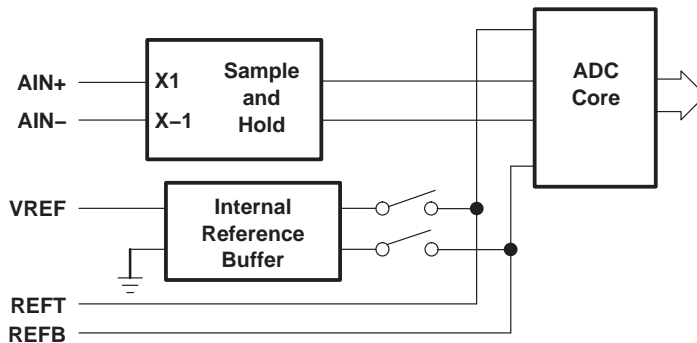 AIN+
AIN−
X1
X−1
Sample
and
Hold
ADC
Core
VREF
Internal
Reference
Buffer
REFT
REFB